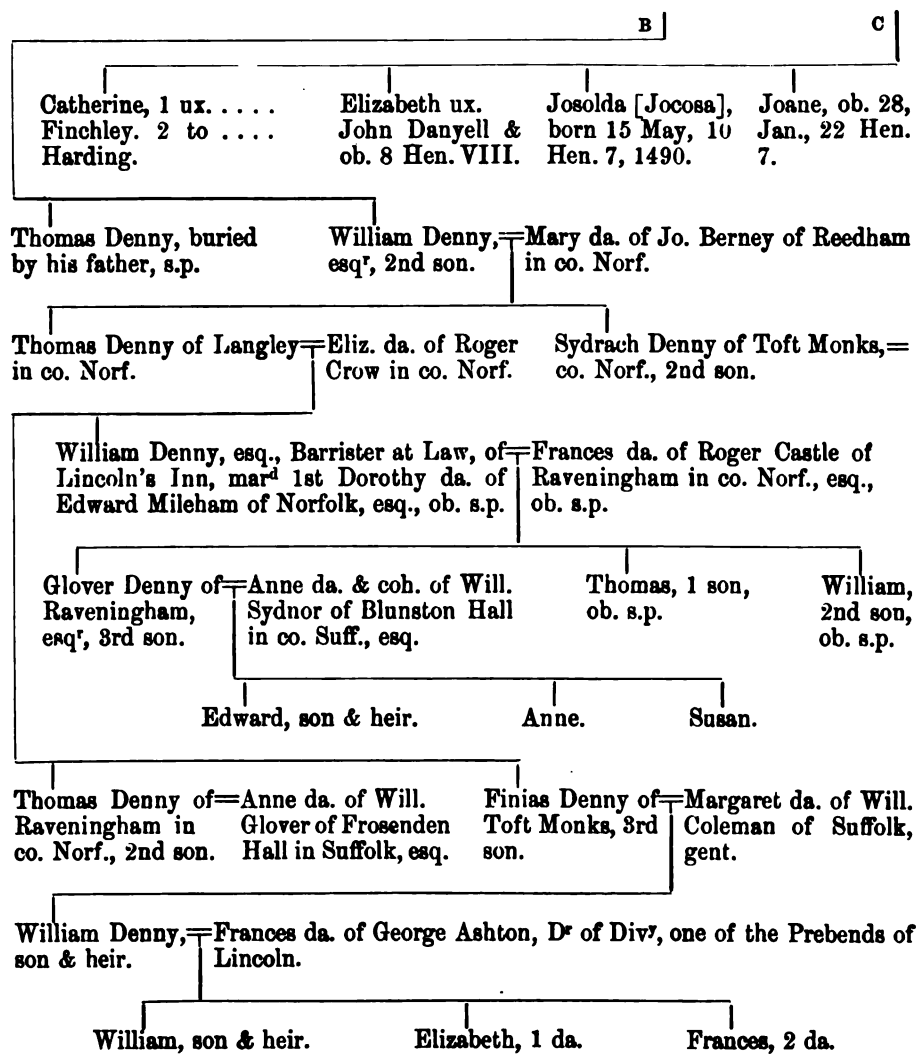 B C
Catherine, 1 ux. . . . . . Elizabeth ux. Josolda [Jocosa], Joane, ob. 28,
Finchley. 2 to . . . . John Danyell & born 15 May, 10 Jan., 22 Hen.
Harding. ob. 8 Hen. VIII. Hen. 7, 1490. 7.
Thomas Denny, buried William Denny,= Mary da. of Jo. Berney of Reedham
by his father, s.p. esqʳ, 2nd son. in co. Norf.
Thomas Denny of Langley= Eliz. da. of Roger Sydrach Denny of Toft Monks,=
in co. Norf. Crow in co. Norf. co. Norf., 2nd son.
William Denny, esq., Barrister at Law, of= Frances da. of Roger Castle of
Lincoln's Inn, marᵈ 1st Dorothy da. of Raveningham in co. Norf., esq.,
Edward Mileham of Norfolk, esq., ob. s.p. ob. s.p.
Glover Denny of= Anne da. & coh. of Will. Thomas, 1 son, William,
Raveningham, Sydnor of Blunston Hall ob. s.p. 2nd son,
esqʳ, 3rd son. in co. Suff., esq. ob. s.p.
Edward, son & heir. Anne. Susan.
Thomas Denny of= Anne da. of Will. Finias Denny of= Margaret da. of Will.
Raveningham in Glover of Frosenden Toft Monks, 3rd Coleman of Suffolk,
co. Norf., 2nd son. Hall in Suffolk, esq. son. gent.
William Denny,= Frances da. of George Ashton, Dʳ of Divʸ, one of the Prebends of
son & heir. Lincoln.
William, son & heir. Elizabeth, 1 da. Frances, 2 da.